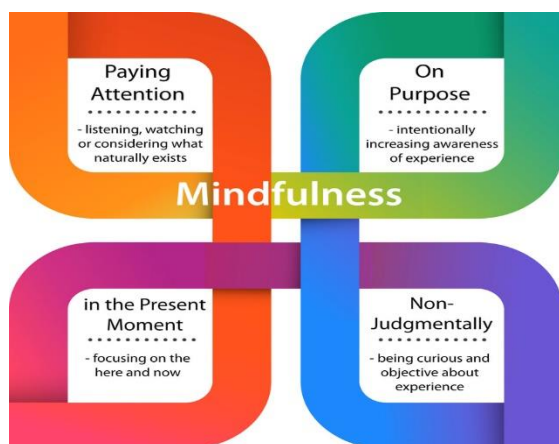 Paying
Attention
- listening, watching
or considering what
naturally exists
On
Purpose
- intentionally
increasing awareness
of experience
Mindfulness
in the Present
Moment
- focusing on the
here and now
Non-
Judgmentally
- being curious and
objective about
experience